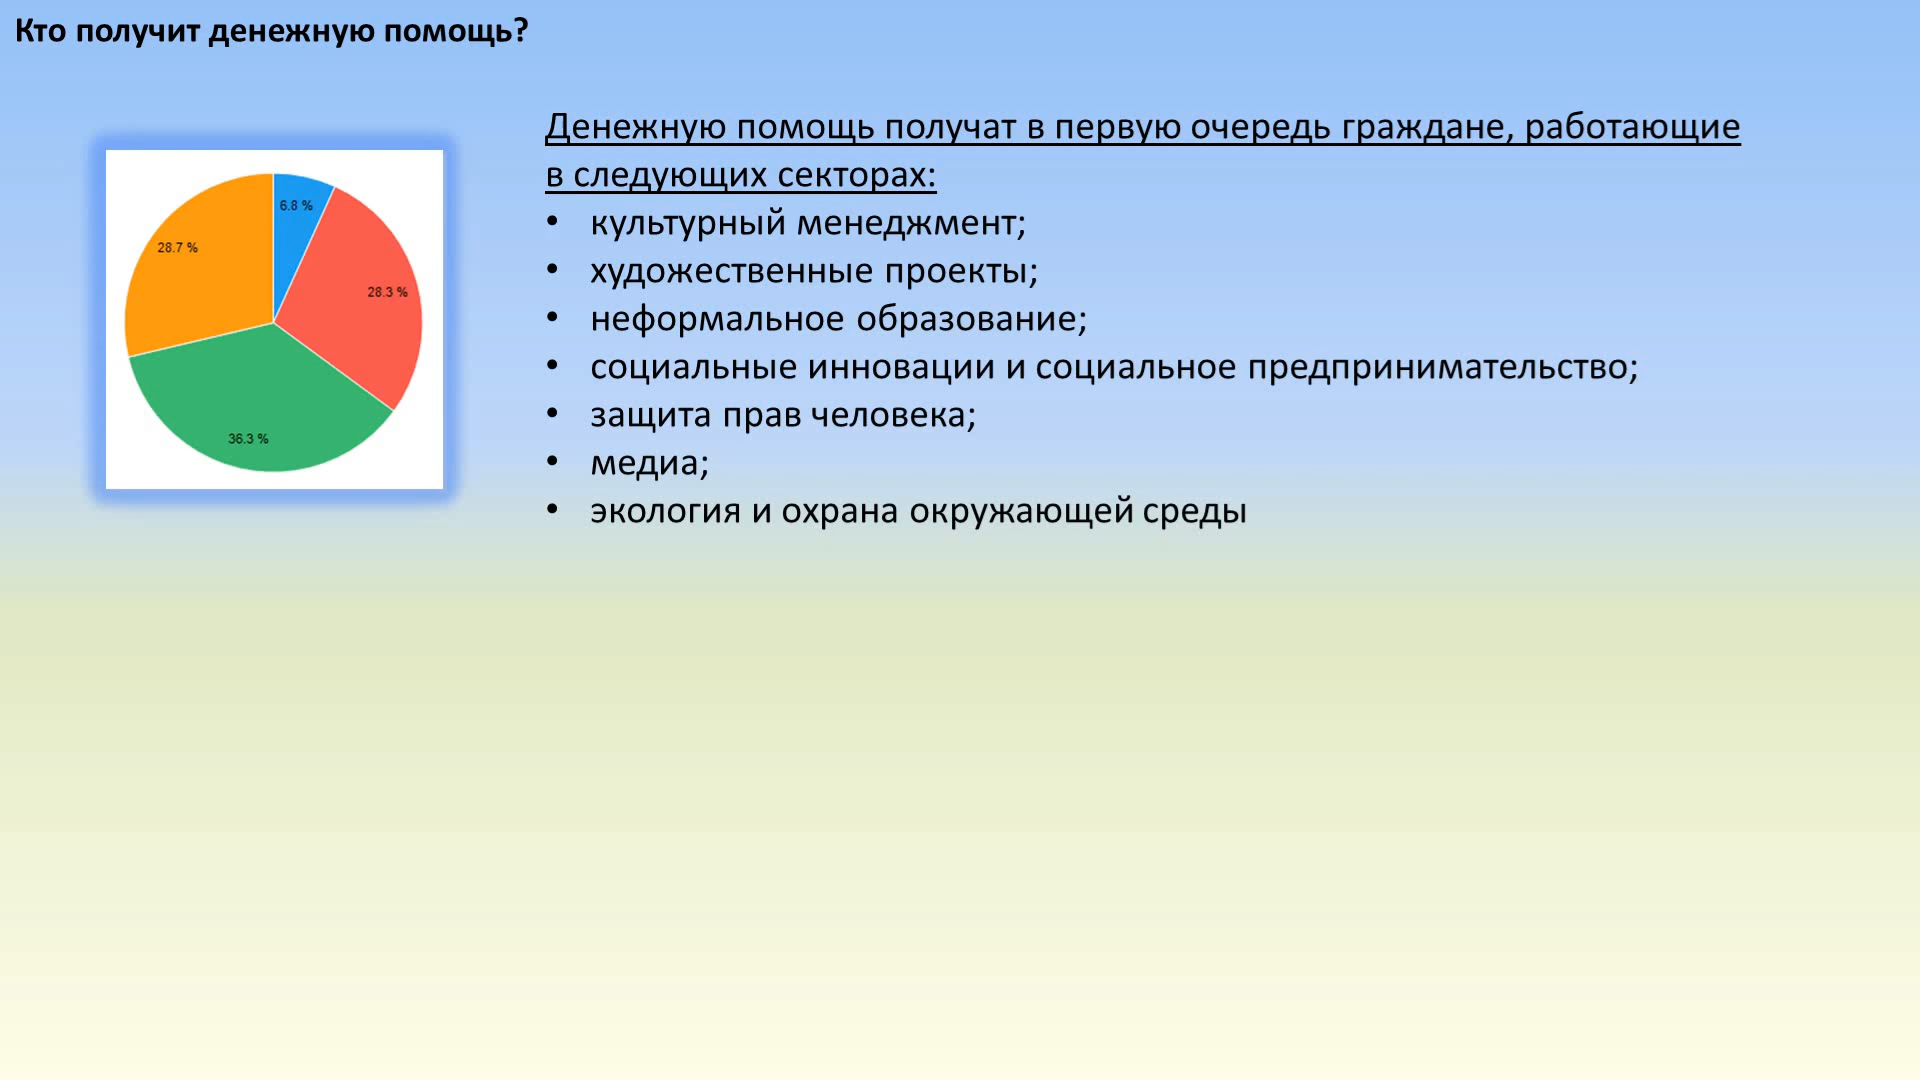 Кто получит денежную помощь?
Денежную помощь получат в первую очередь граждане, работающие
в следующих секторах:
• культурный менеджмент;
• художественные проекты;
• неформальное образование;
• социальные инновации и социальное предпринимательство;
• защита прав человека;
• медиа;
• экология и охрана окружающей среды
6.8 %
28.7 %
28.3 %
36.3 %